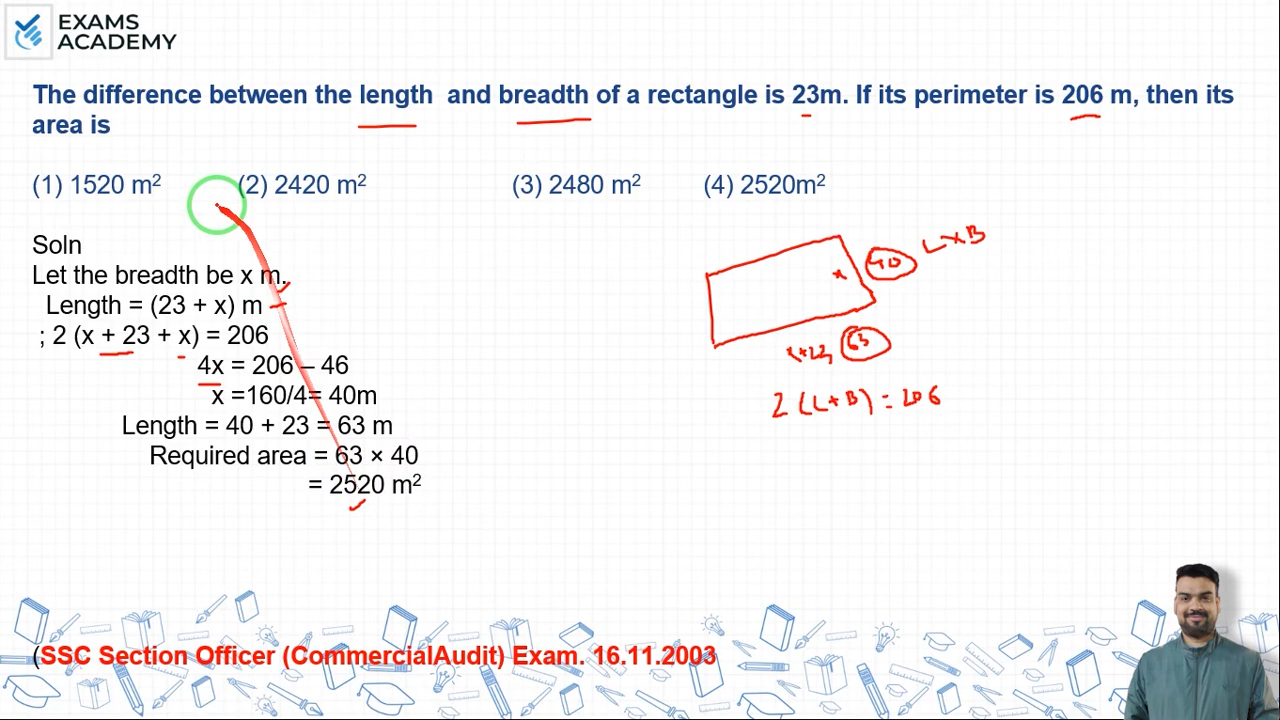 EXAMS
ACADEMY
The difference between the length and breadth of a rectangle is 23m. If its perimeter is 206 m, then its
area is
(1) 1520 m² (2) 2420 m² (3) 2480 m² (4) 2520m²
Soln
Let the breadth be x m.
Length = (23 + x) m
; 2 (x + 23 + x) = 206
4x = 206 – 46
x =160/4= 40m
Length = 40 + 23 = 63 m
Required area = 63 × 40
= 2520 m²
L×B
40
x
x+23
63
2 (L+B) = 206
(SSC Section Officer (CommercialAudit) Exam. 16.11.2003